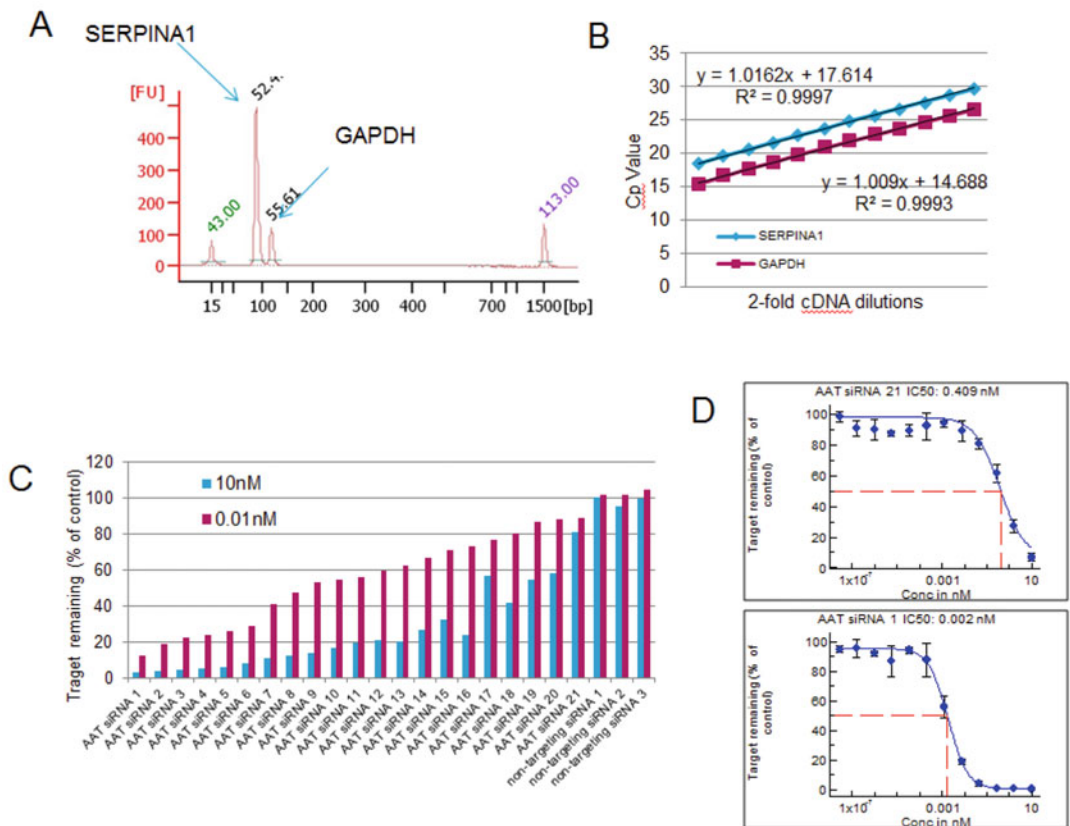 A
SERPINA1
[FU]
52.4
GAPDH
400
300
200
100
0
43.00
55.61
113.00
15
100
200
300
400
700
1500
[bp]
B
35
30
25
20
15
10
5
0
Cp Value
y = 1.0162x + 17.614
R² = 0.9997
y = 1.009x + 14.688
R² = 0.9993
SERPINA1
GAPDH
2-fold cDNA dilutions
C
Traget remaining (% of control)
120
100
80
60
40
20
0
10nM
0.01nM
AAT siRNA 1
AAT siRNA 2
AAT siRNA 3
AAT siRNA 4
AAT siRNA 5
AAT siRNA 6
AAT siRNA 7
AAT siRNA 8
AAT siRNA 9
AAT siRNA 10
AAT siRNA 11
AAT siRNA 12
AAT siRNA 13
AAT siRNA 14
AAT siRNA 15
AAT siRNA 16
AAT siRNA 17
AAT siRNA 18
AAT siRNA 19
AAT siRNA 20
AAT siRNA 21
non-targeting siRNA 1
non-targeting siRNA 2
non-targeting siRNA 3
D
AAT siRNA 21 IC50: 0.409 nM
Target remaining (% of
control)
100
80
60
40
20
0
1x10⁻⁷
0.001
10
Conc in nM
AAT siRNA 1 IC50: 0.002 nM
Target remaining (% of
control)
100
80
60
40
20
0
1x10⁻⁷
0.001
10
Conc in nM